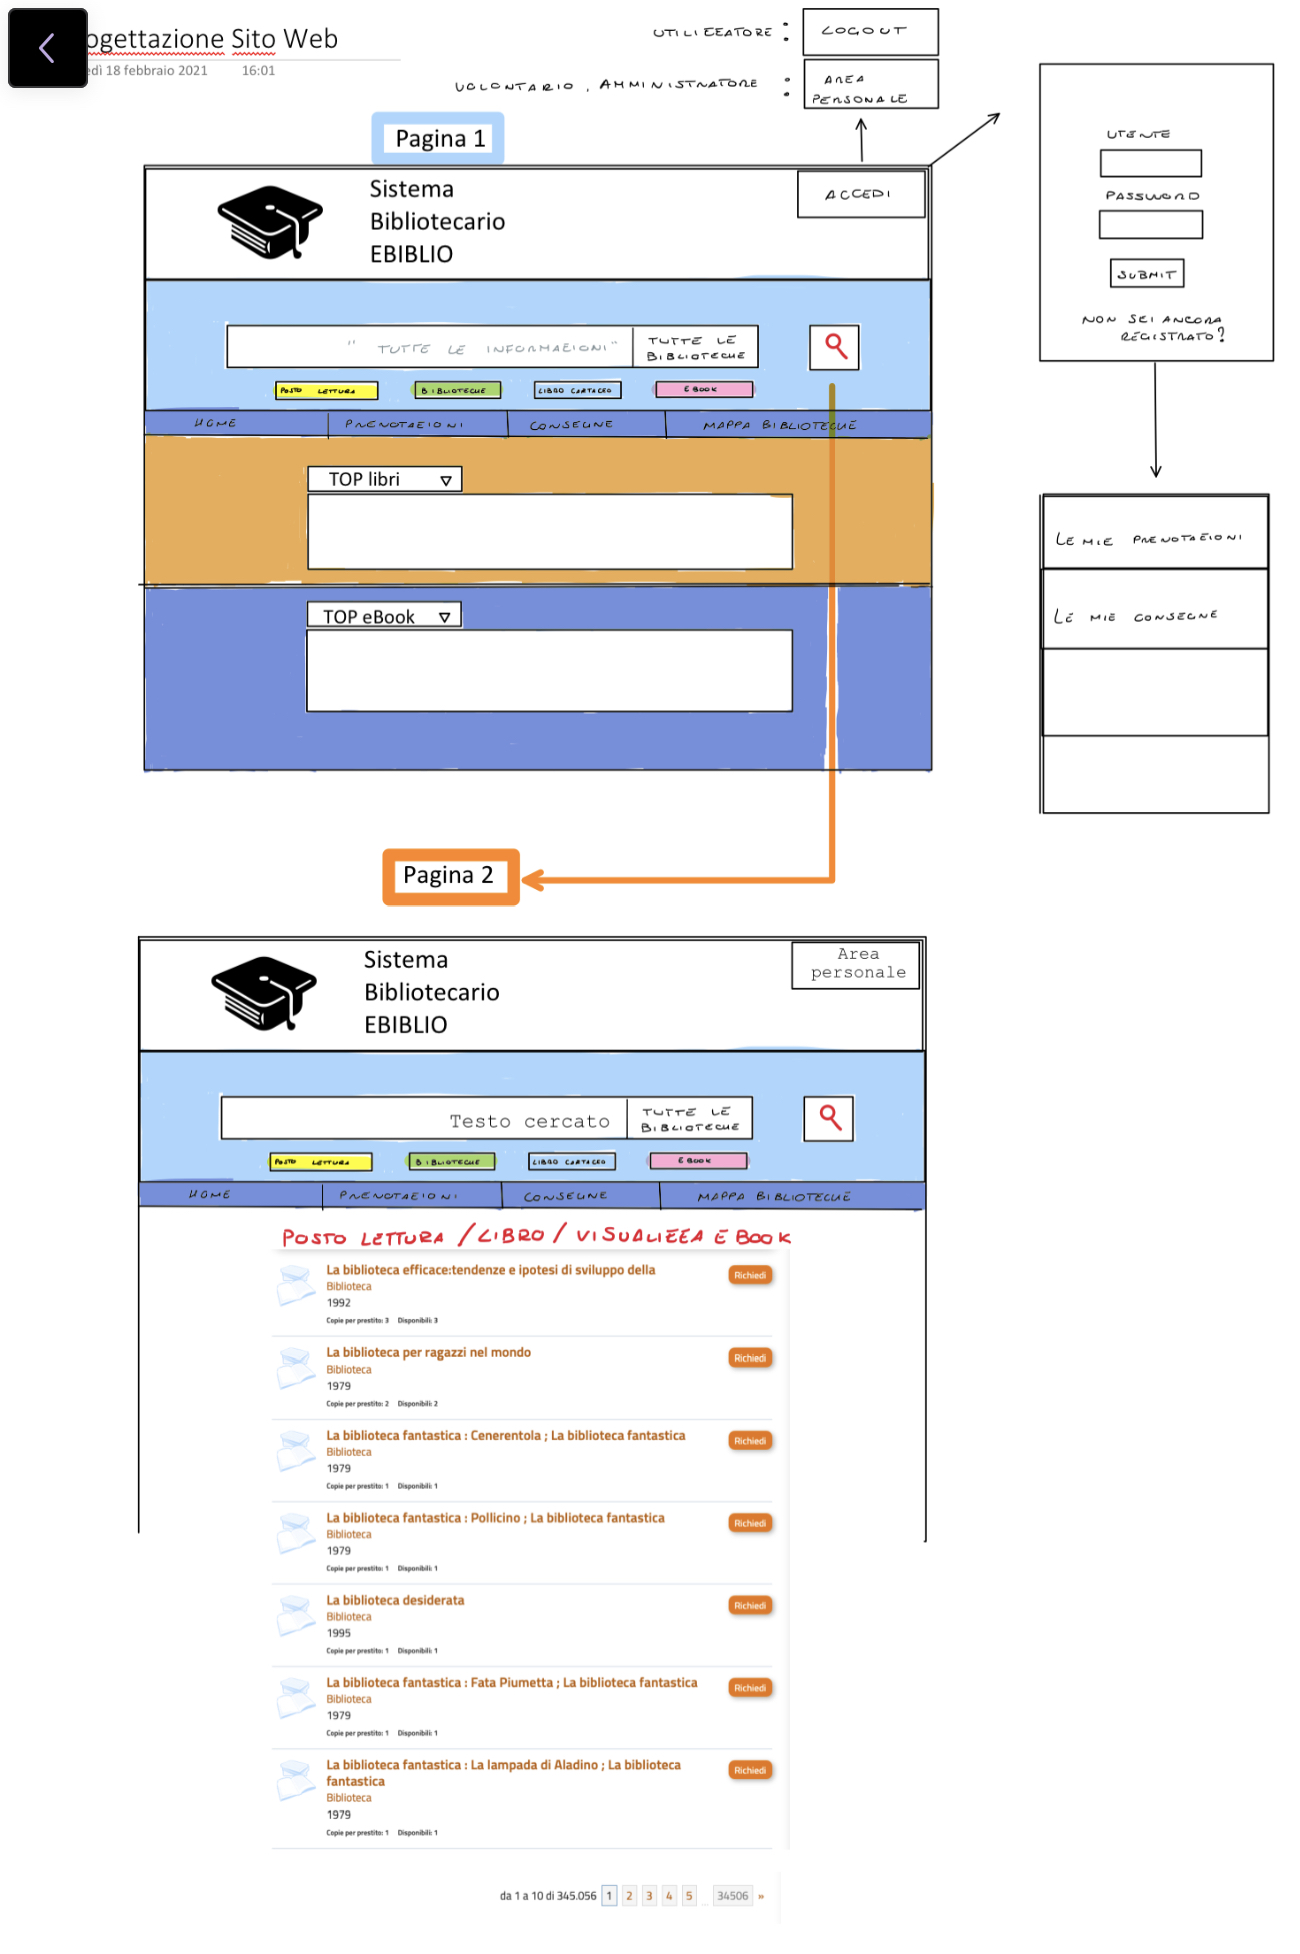 ogettazione Sito Web
edì 18 febbraio 2021 16:01
UTILIZZATORE :
LOGOUT
VOLONTARIO , AMMINISTRATORE :
AREA
PERSONALE
Pagina 1
Sistema
Bibliotecario
EBIBLIO
ACCEDI
UTENTE
PASSWORD
SUBMIT
NON SEI ANCORA
REGISTRATO?
" TUTTE LE INFORMAZIONI"
TUTTE LE
BIBLIOTECHE
POSTO LETTURA
BIBLIOTECHE
LIBRO CARTACEO
EBOOK
HOME
PRENOTAZIONI
CONSEGNE
MAPPA BIBLIOTECHE
TOP libri
TOP eBook
LE MIE PRENOTAZIONI
LE MIE CONSEGNE
Pagina 2
Sistema
Bibliotecario
EBIBLIO
Area
personale
Testo cercato
TUTTE LE
BIBLIOTECHE
POSTO LETTURA
BIBLIOTECHE
LIBRO CARTACEO
EBOOK
HOME
PRENOTAZIONI
CONSEGNE
MAPPA BIBLIOTECHE
POSTO LETTURA / LIBRO / VISUALIZZA E BOOK
La biblioteca efficace:tendenze e ipotesi di sviluppo della
Richiedi
Biblioteca
1992
Copie per prestito: 3 Disponibili: 3
La biblioteca per ragazzi nel mondo
Richiedi
Biblioteca
1979
Copie per prestito: 2 Disponibili: 2
La biblioteca fantastica : Cenerentola ; La biblioteca fantastica
Richiedi
Biblioteca
1979
Copie per prestito: 1 Disponibili: 1
La biblioteca fantastica : Pollicino ; La biblioteca fantastica
Richiedi
Biblioteca
1979
Copie per prestito: 1 Disponibili: 1
La biblioteca desiderata
Richiedi
Biblioteca
1995
Copie per prestito: 1 Disponibili: 1
La biblioteca fantastica : Fata Piumetta ; La biblioteca fantastica
Richiedi
Biblioteca
1979
Copie per prestito: 1 Disponibili: 1
La biblioteca fantastica : La lampada di Aladino ; La biblioteca
fantastica
Richiedi
Biblioteca
1979
Copie per prestito: 1 Disponibili: 1
da 1 a 10 di 345.056 1 2 3 4 5 ... 34506 »